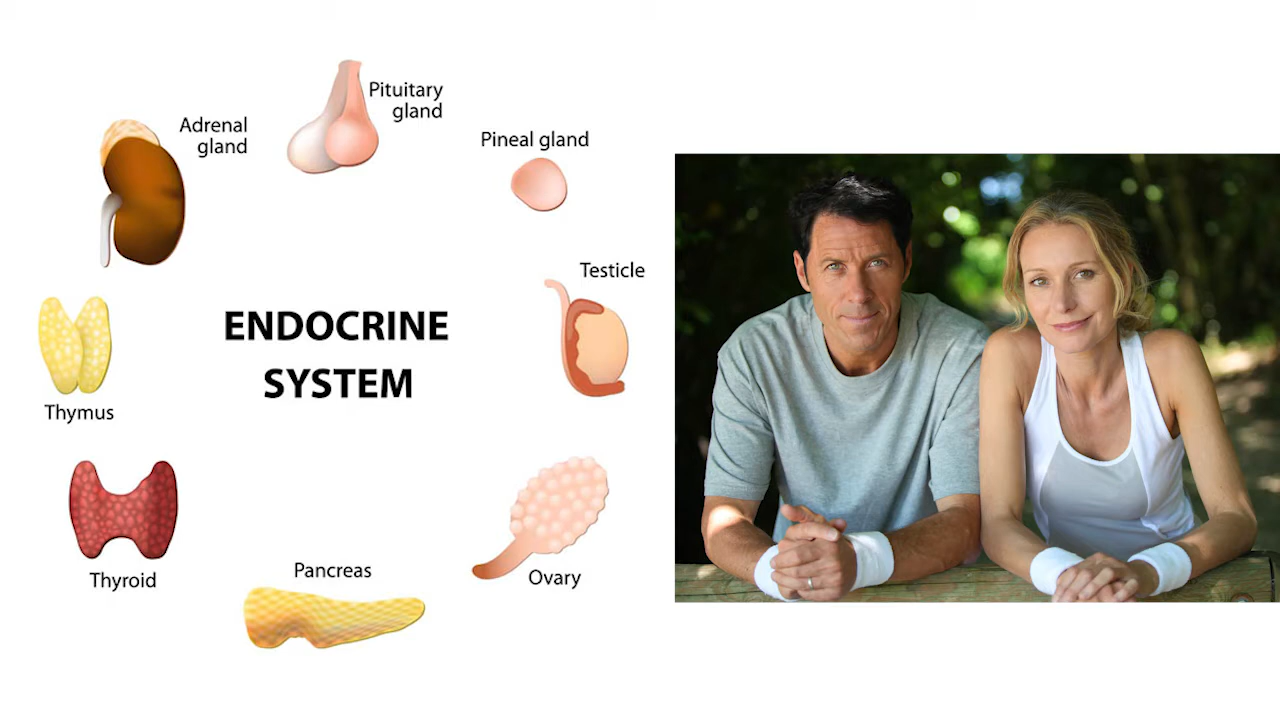 Pituitary
gland
Adrenal
gland
Pineal gland
Testicle
ENDOCRINE
SYSTEM
Thymus
Pancreas
Ovary
Thyroid